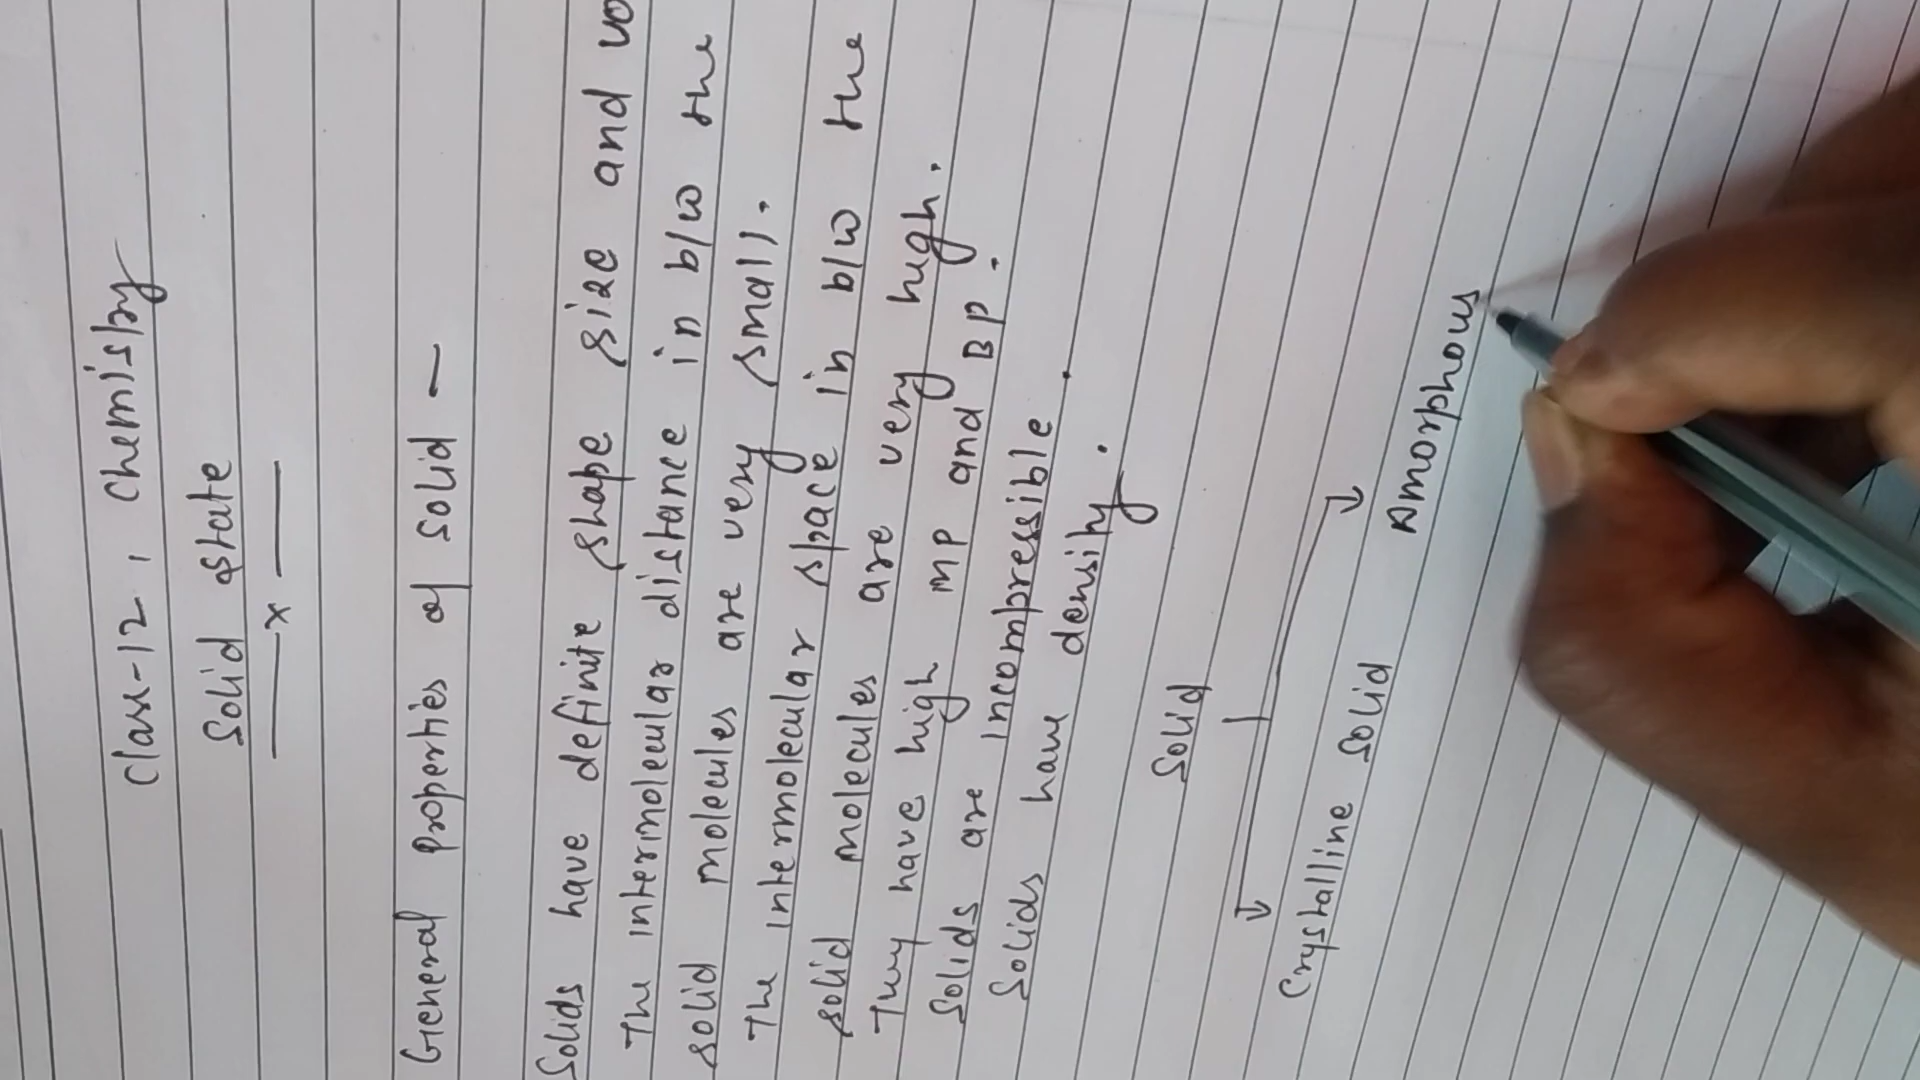 Class-12, Chemistry
Solid state
x
General properties of solid —
Solids have definite shape size and vo
The intermolecular distance in b/w the
solid molecules are very small.
The intermolecular space in b/w the
solid molecules are very high.
They have high MP and BP.
Solids are incompressible.
Solids have density.
Solid
Crystalline solid Amorphous